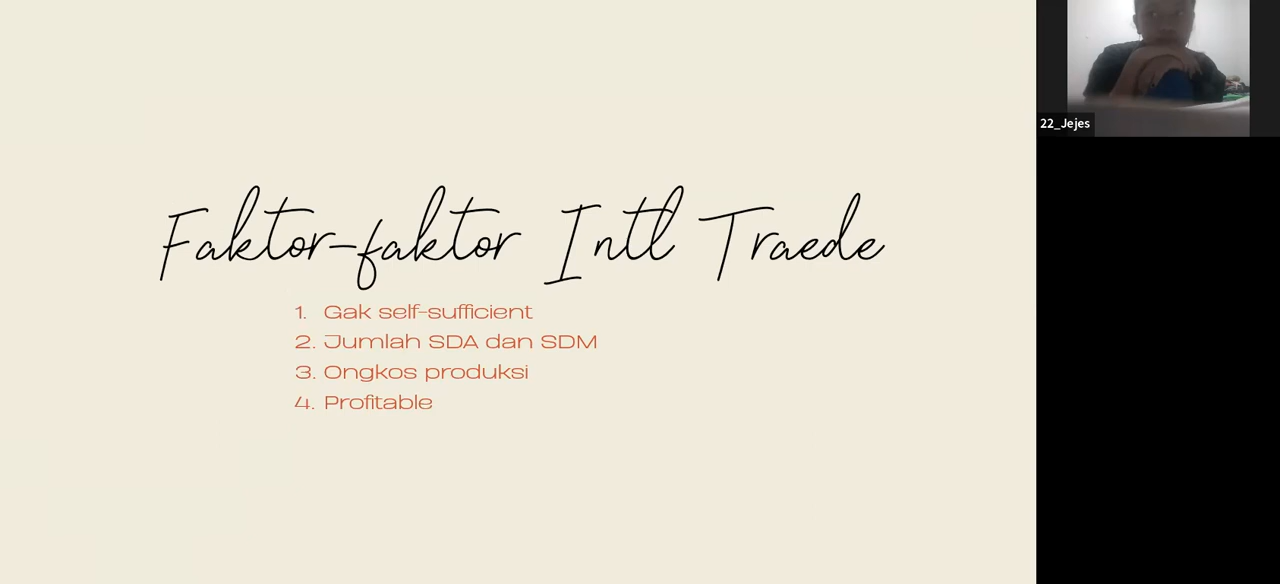 Faktor-faktor Intl Traede
1. Gak self-sufficient
2. Jumlah SDA dan SDM
3. Ongkos produksi
4. Profitable
22_Jejes